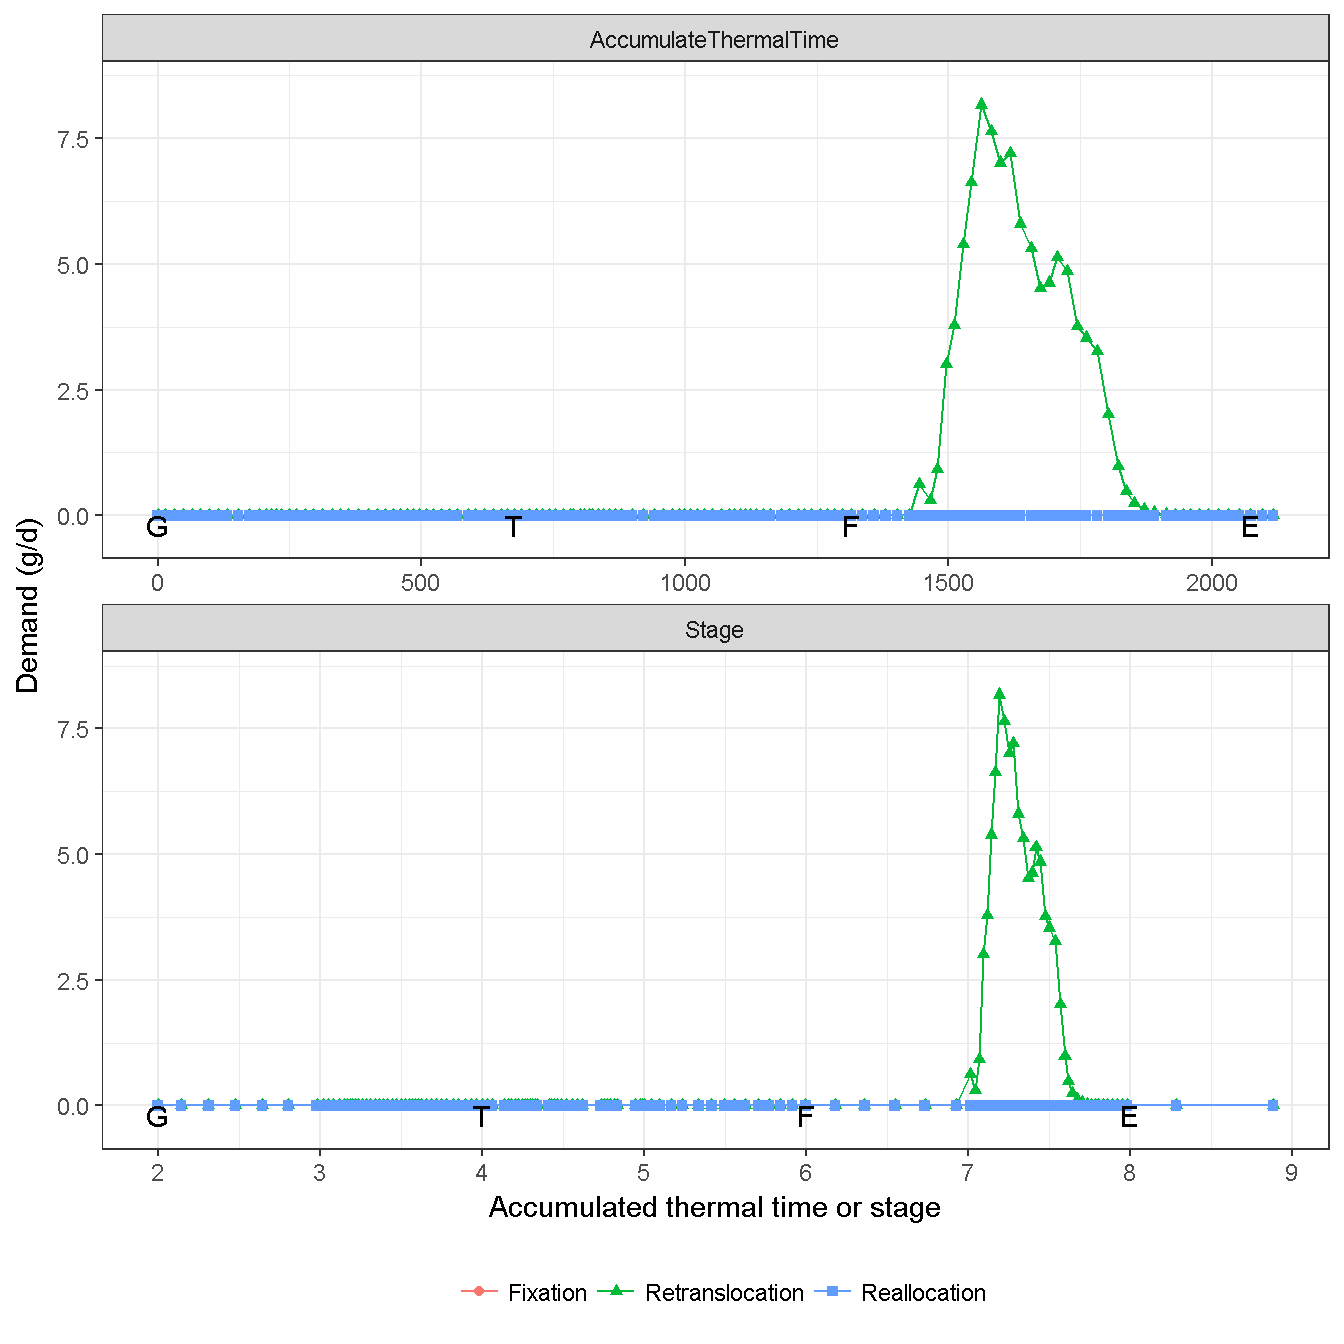 AccumulateThermalTime
7.5
5.0
2.5
0.0
G T F E
0 500 1000 1500 2000
Demand (g/d)
Stage
7.5
5.0
2.5
0.0
G T F E
2 3 4 5 6 7 8 9
Accumulated thermal time or stage
Fixation Retranslocation Reallocation